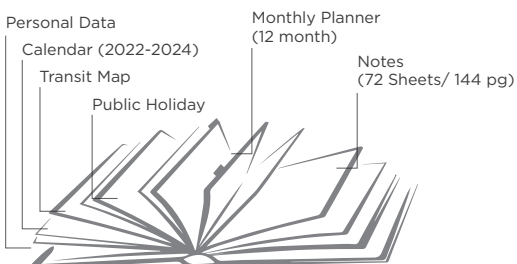 Personal Data
Calendar (2022-2024)
Transit Map
Public Holiday
Monthly Planner
(12 month)
Notes
(72 Sheets/ 144 pg)